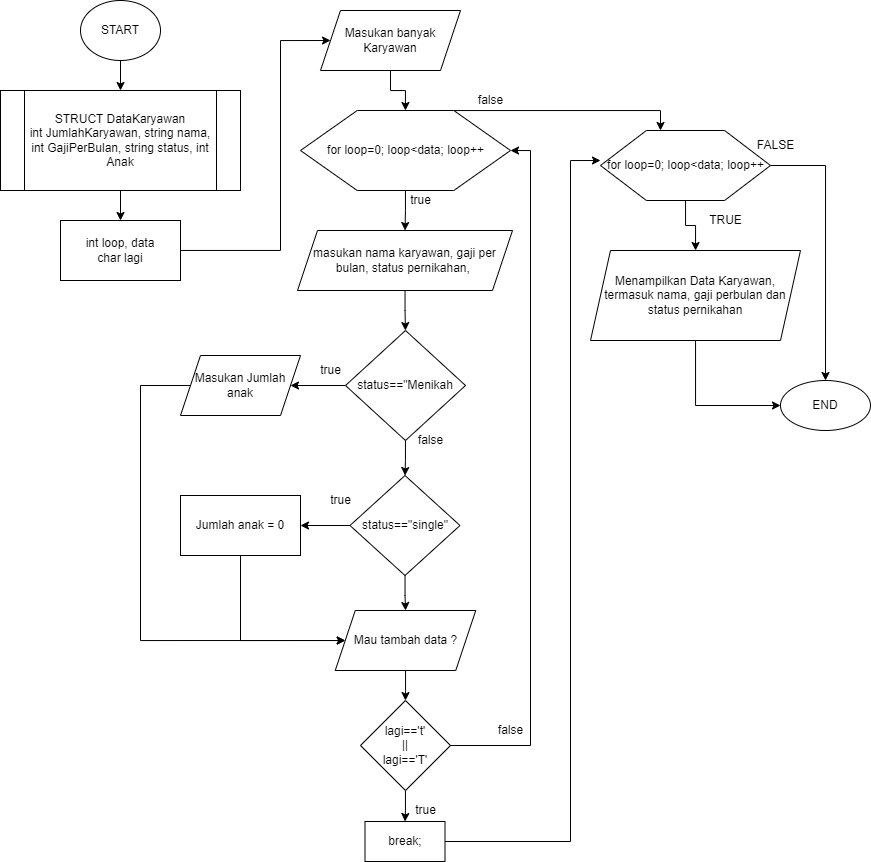 START
STRUCT DataKaryawan
int JumlahKaryawan, string nama,
int GajiPerBulan, string status, int
Anak
int loop, data
char lagi
Masukan banyak
Karyawan
for loop=0; loop<data; loop++
false
true
masukan nama karyawan, gaji per
bulan, status pernikahan,
status=="Menikah
true
Masukan Jumlah
anak
false
status=="single"
true
Jumlah anak = 0
Mau tambah data ?
lagi=='t'
||
lagi=='T'
false
true
break;
for loop=0; loop<data; loop++
FALSE
TRUE
Menampilkan Data Karyawan,
termasuk nama, gaji perbulan dan
status pernikahan
END